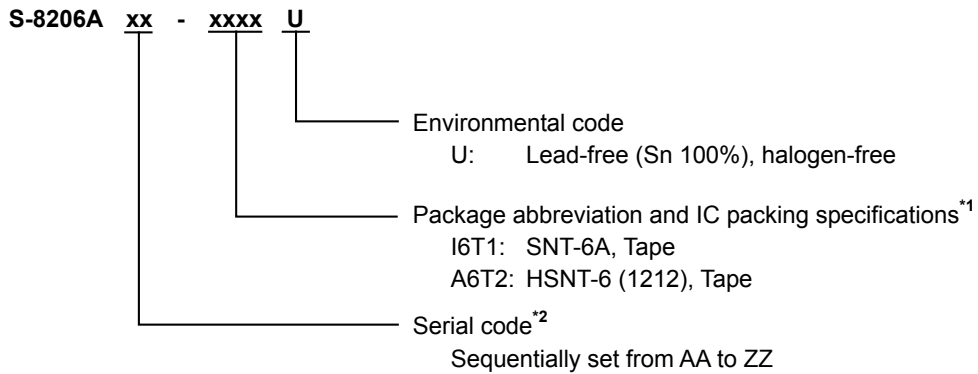 S-8206A xx - xxxx U
Environmental code
U: Lead-free (Sn 100%), halogen-free
Package abbreviation and IC packing specifications*1
I6T1: SNT-6A, Tape
A6T2: HSNT-6 (1212), Tape
Serial code*2
Sequentially set from AA to ZZ